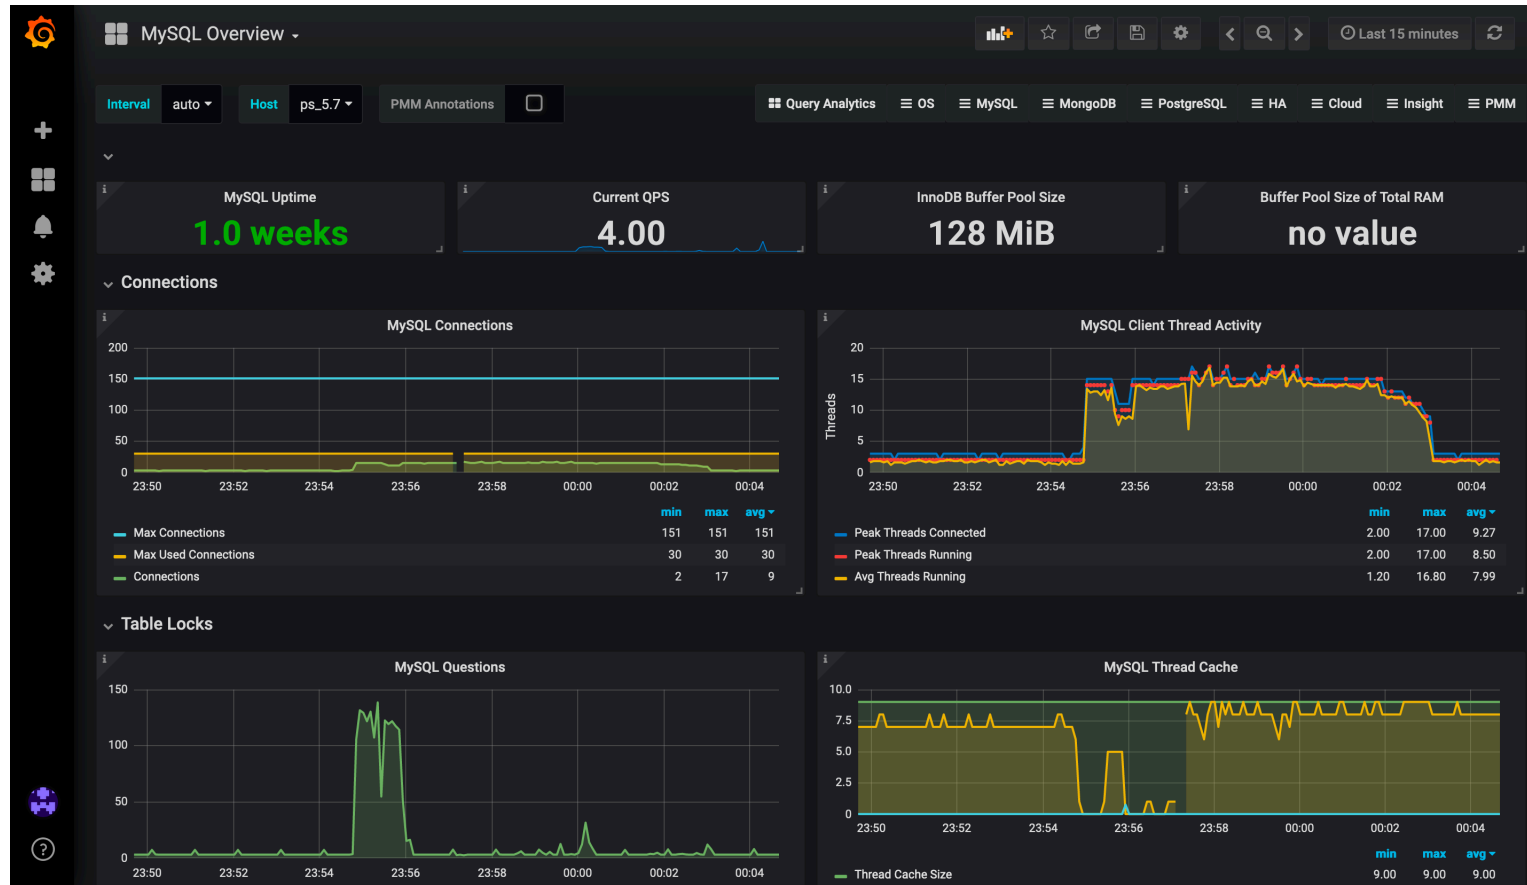 MySQL Overview
Last 15 minutes
Interval auto Host ps_5.7 PMM Annotations
Query Analytics OS MySQL MongoDB PostgreSQL HA Cloud Insight PMM
MySQL Uptime
1.0 weeks
Current QPS
4.00
InnoDB Buffer Pool Size
128 MiB
Buffer Pool Size of Total RAM
no value
Connections
MySQL Connections
200
150
100
50
0
23:50 23:52 23:54 23:56 23:58 00:00 00:02 00:04
min max avg
Max Connections 151 151 151
Max Used Connections 30 30 30
Connections 2 17 9
MySQL Client Thread Activity
Threads
20
15
10
5
0
23:50 23:52 23:54 23:56 23:58 00:00 00:02 00:04
min max avg
Peak Threads Connected 2.00 17.00 9.27
Peak Threads Running 2.00 17.00 8.50
Avg Threads Running 1.20 16.80 7.99
Table Locks
MySQL Questions
150
100
50
0
23:50 23:52 23:54 23:56 23:58 00:00 00:02 00:04
MySQL Thread Cache
10.0
7.5
5.0
2.5
0
23:50 23:52 23:54 23:56 23:58 00:00 00:02 00:04
min max avg
Thread Cache Size 9.00 9.00 9.00